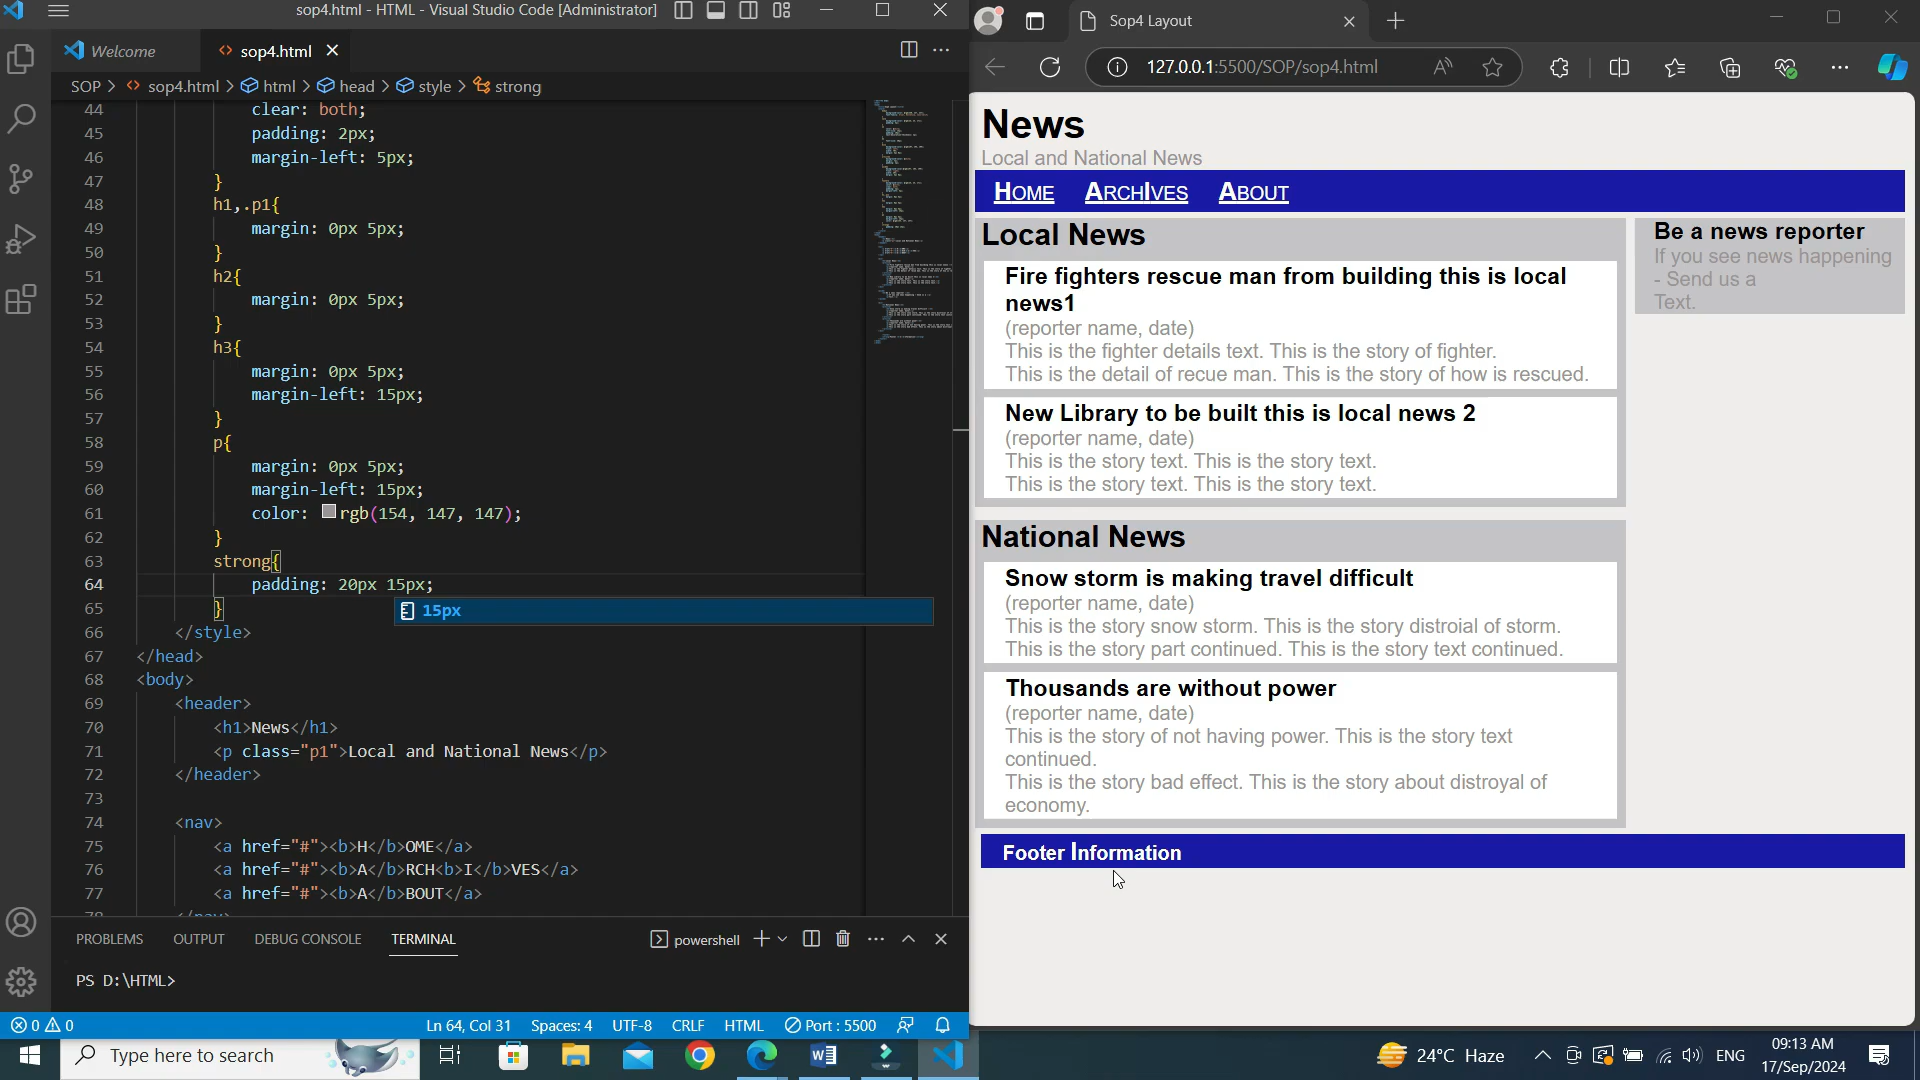 sop4.html - HTML - Visual Studio Code [Administrator]
Welcome
sop4.html
SOP > sop4.html > html > head > style > strong
44 clear: both;
45 padding: 2px;
46 margin-left: 5px;
47 }
48 h1,.p1{
49 margin: 0px 5px;
50 }
51 h2{
52 margin: 0px 5px;
53 }
54 h3{
55 margin: 0px 5px;
56 margin-left: 15px;
57 }
58 p{
59 margin: 0px 5px;
60 margin-left: 15px;
61 color: rgb(154, 147, 147);
62 }
63 strong{
64 padding: 20px 15px;
65 }
15px
66 </style>
67 </head>
68 <body>
69 <header>
70 <h1>News</h1>
71 <p class="p1">Local and National News</p>
72 </header>
73
74 <nav>
75 <a href="#"><b>H</b>OME</a>
76 <a href="#"><b>A</b>RCH<b>I</b>VES</a>
77 <a href="#"><b>A</b>BOUT</a>
78 </nav>
PROBLEMS OUTPUT DEBUG CONSOLE TERMINAL
powershell
PS D:\HTML>
0 0
Ln 64, Col 31 Spaces: 4 UTF-8 CRLF HTML Port : 5500
Sop4 Layout
127.0.0.1:5500/SOP/sop4.html
News
Local and National News
HOME ARCHIVES ABOUT
Local News
Fire fighters rescue man from building this is local
news1
(reporter name, date)
This is the fighter details text. This is the story of fighter.
This is the detail of recue man. This is the story of how is rescued.
New Library to be built this is local news 2
(reporter name, date)
This is the story text. This is the story text.
This is the story text. This is the story text.
Be a news reporter
If you see news happening
- Send us a
Text.
National News
Snow storm is making travel difficult
(reporter name, date)
This is the story snow storm. This is the story distroial of storm.
This is the story part continued. This is the story text continued.
Thousands are without power
(reporter name, date)
This is the story of not having power. This is the story text
continued.
This is the story bad effect. This is the story about distroyal of
economy.
Footer Information
Type here to search
24°C Haze
ENG
09:13 AM
17/Sep/2024